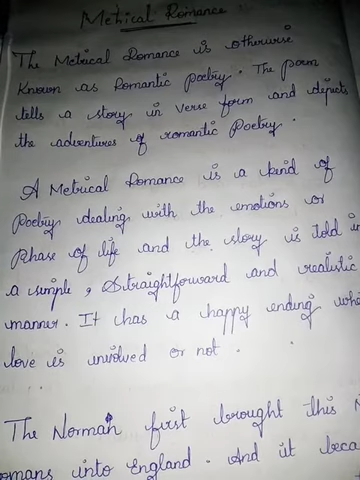 Metrical Romance
The Metrical Romance is otherwise
Known as Romantic Poetry. The poem
tells a story in verse form and depicts
the adventures of romantic Poetry.
A Metrical Romance is a kind of
Poetry dealing with the emotions or
Phase of life and the story is told in
a simple, Straightforward and realistic
manner. It has a happy ending whe
love is involved or not.
The Norman first brought this
omans into England. And it beca